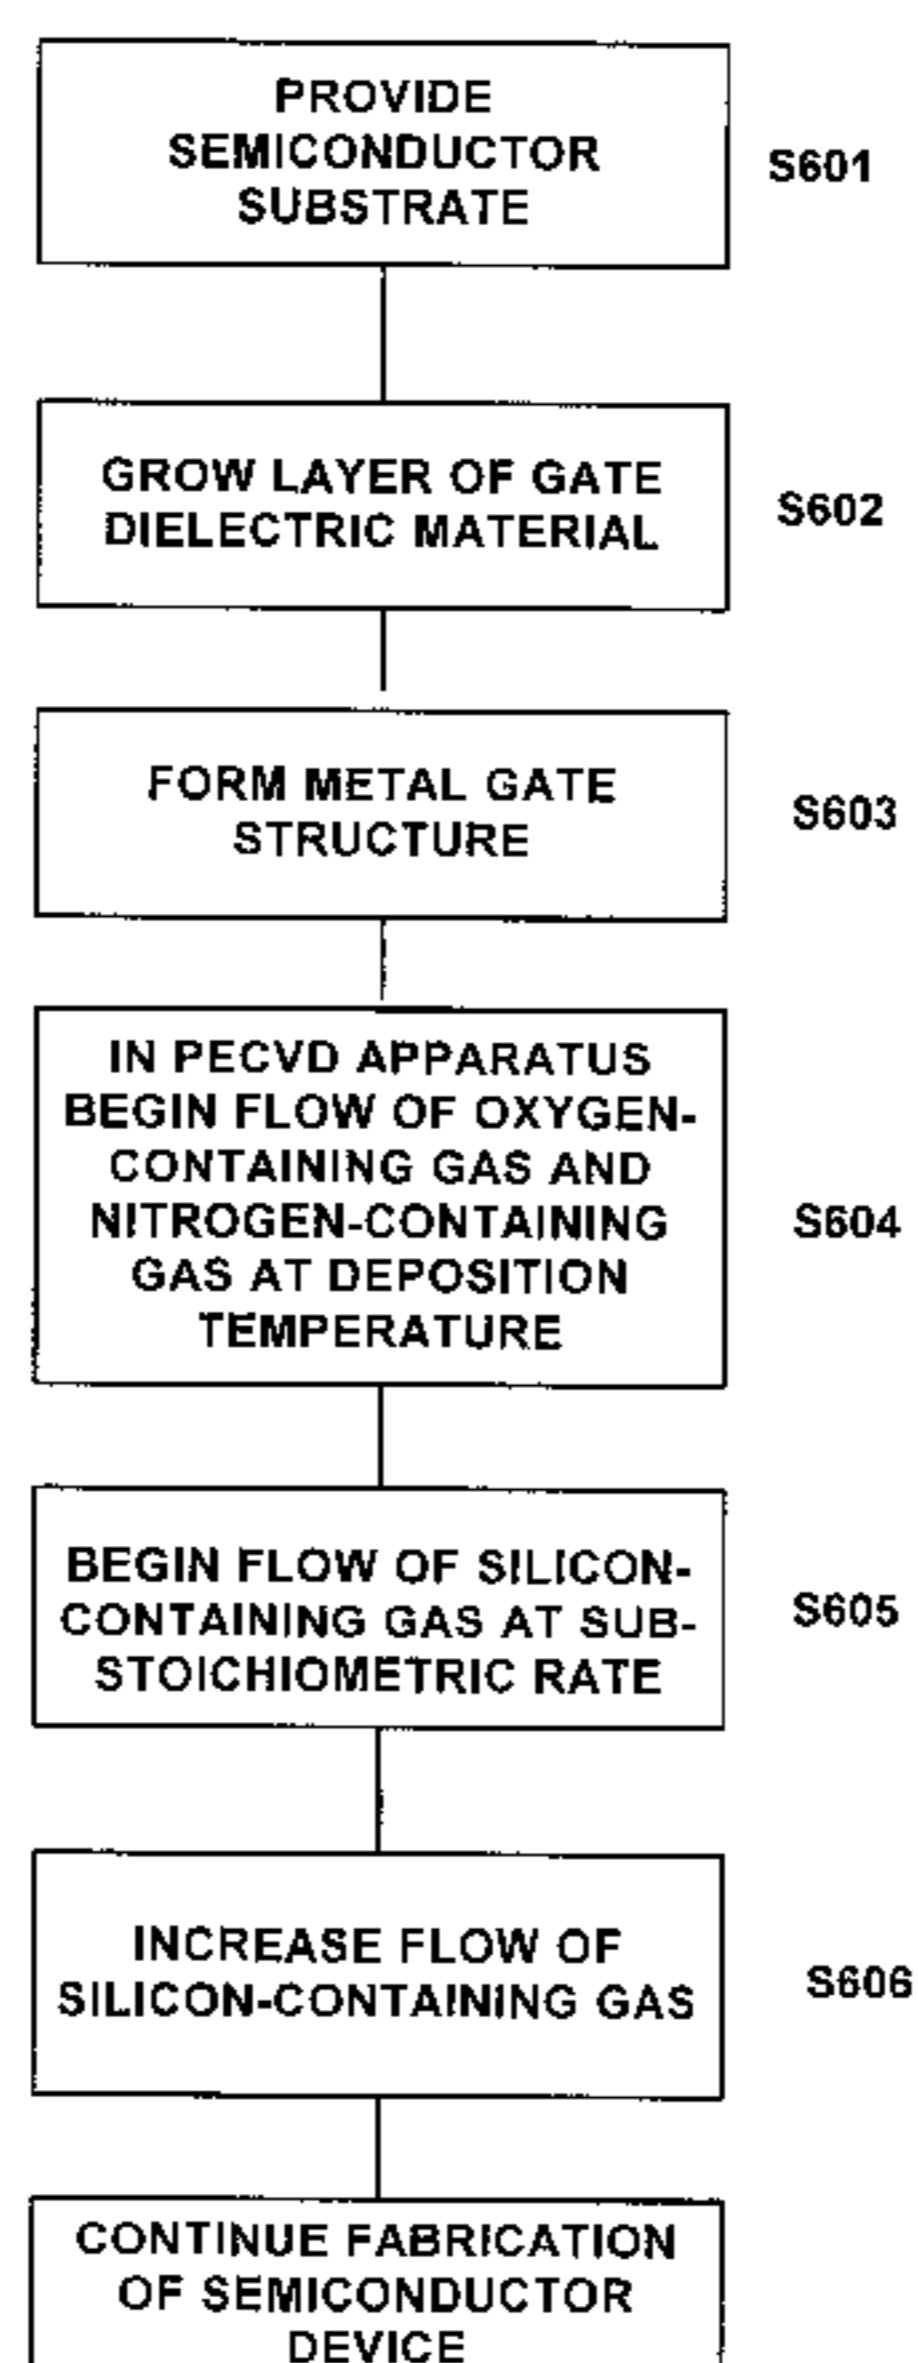 PROVIDE
SEMICONDUCTOR
SUBSTRATE
S601
GROW LAYER OF GATE
DIELECTRIC MATERIAL
S602
FORM METAL GATE
STRUCTURE
S603
IN PECVD APPARATUS
BEGIN FLOW OF OXYGEN-
CONTAINING GAS AND
NITROGEN-CONTAINING
GAS AT DEPOSITION
TEMPERATURE
S604
BEGIN FLOW OF SILICON-
CONTAINING GAS AT SUB-
STOICHIOMETRIC RATE
S605
INCREASE FLOW OF
SILICON-CONTAINING GAS
S606
CONTINUE FABRICATION
OF SEMICONDUCTOR
DEVICE